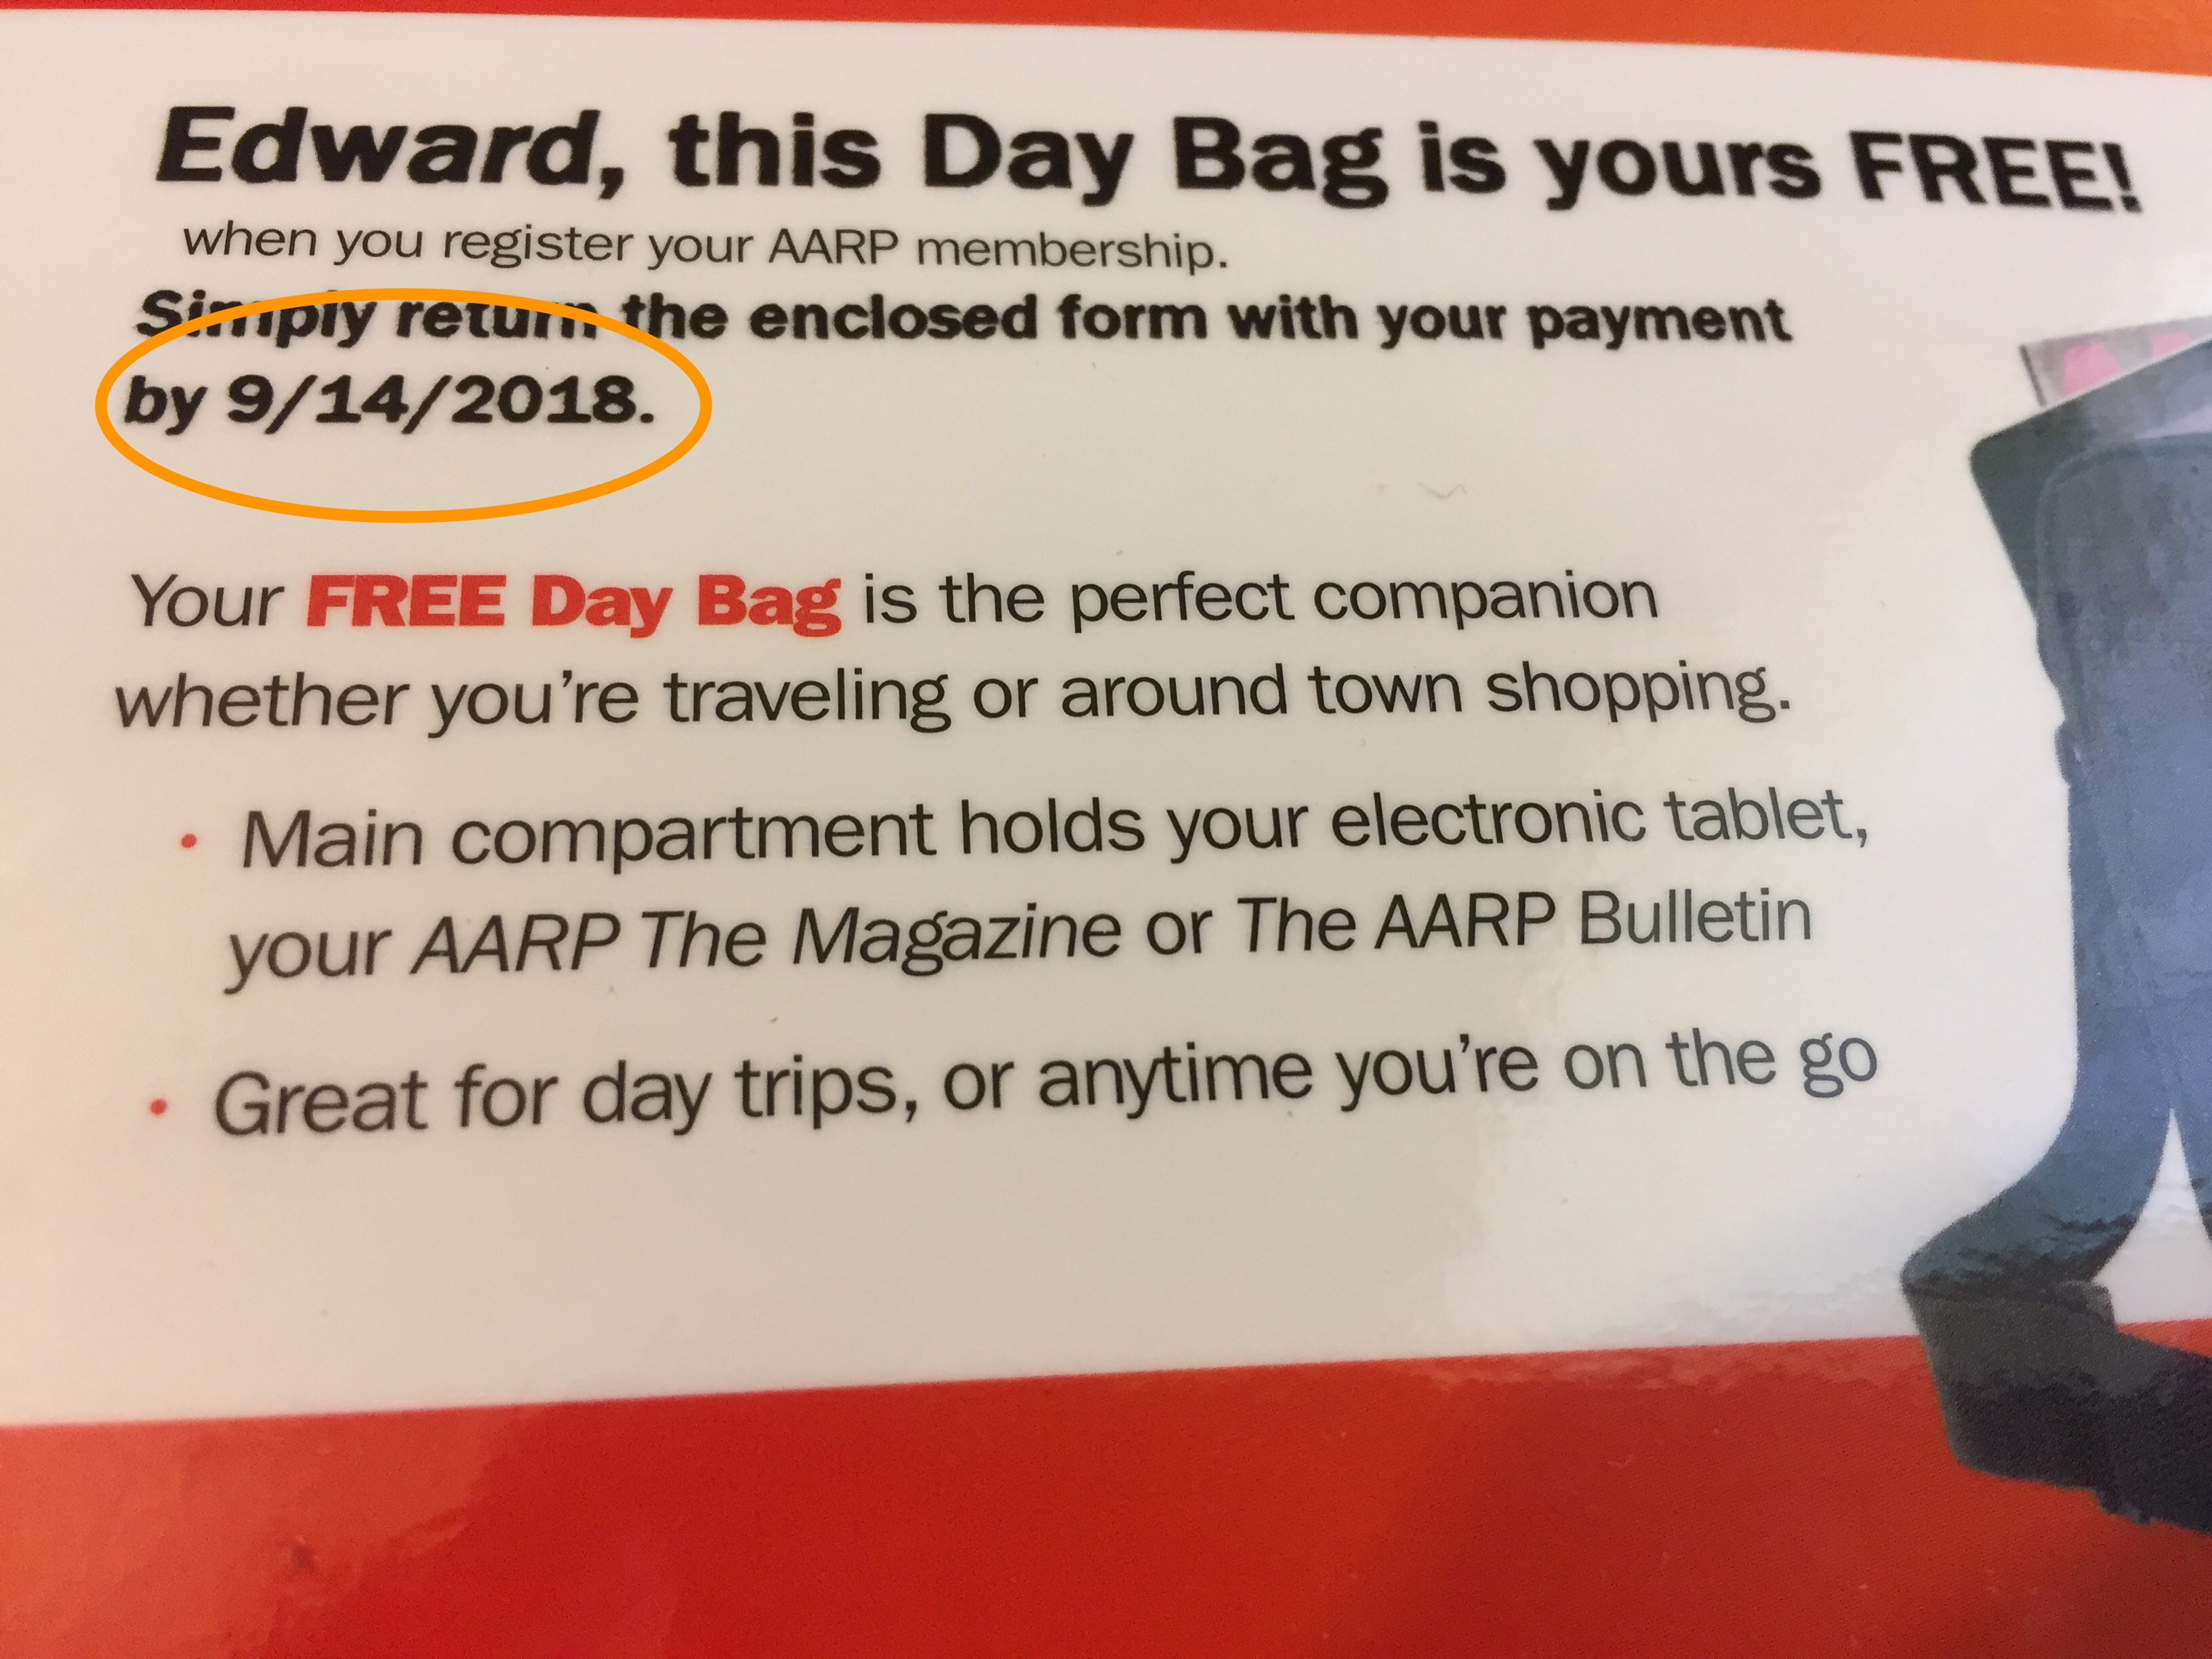 Edward, this Day Bag is yours FREE!
when you register your AARP membership.
Simply return the enclosed form with your payment
by 9/14/2018.
Your FREE Day Bag is the perfect companion
whether you're traveling or around town shopping.
• Main compartment holds your electronic tablet,
your AARP The Magazine or The AARP Bulletin
• Great for day trips, or anytime you're on the go